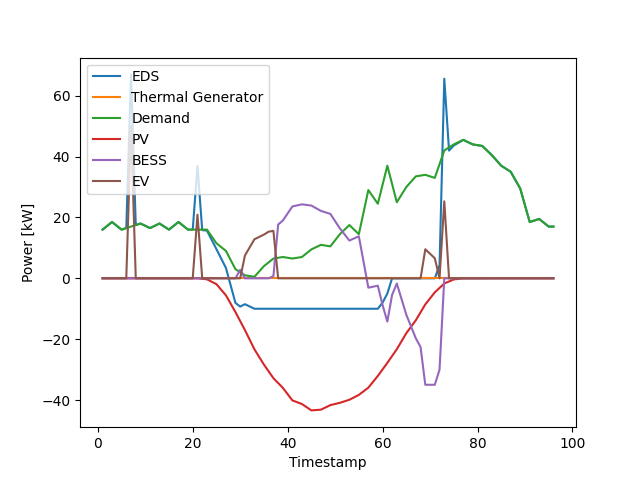 EDS
Thermal Generator
Demand
PV
BESS
EV
60
40
20
0
−20
−40
Power [kW]
0 20 40 60 80 100
Timestamp